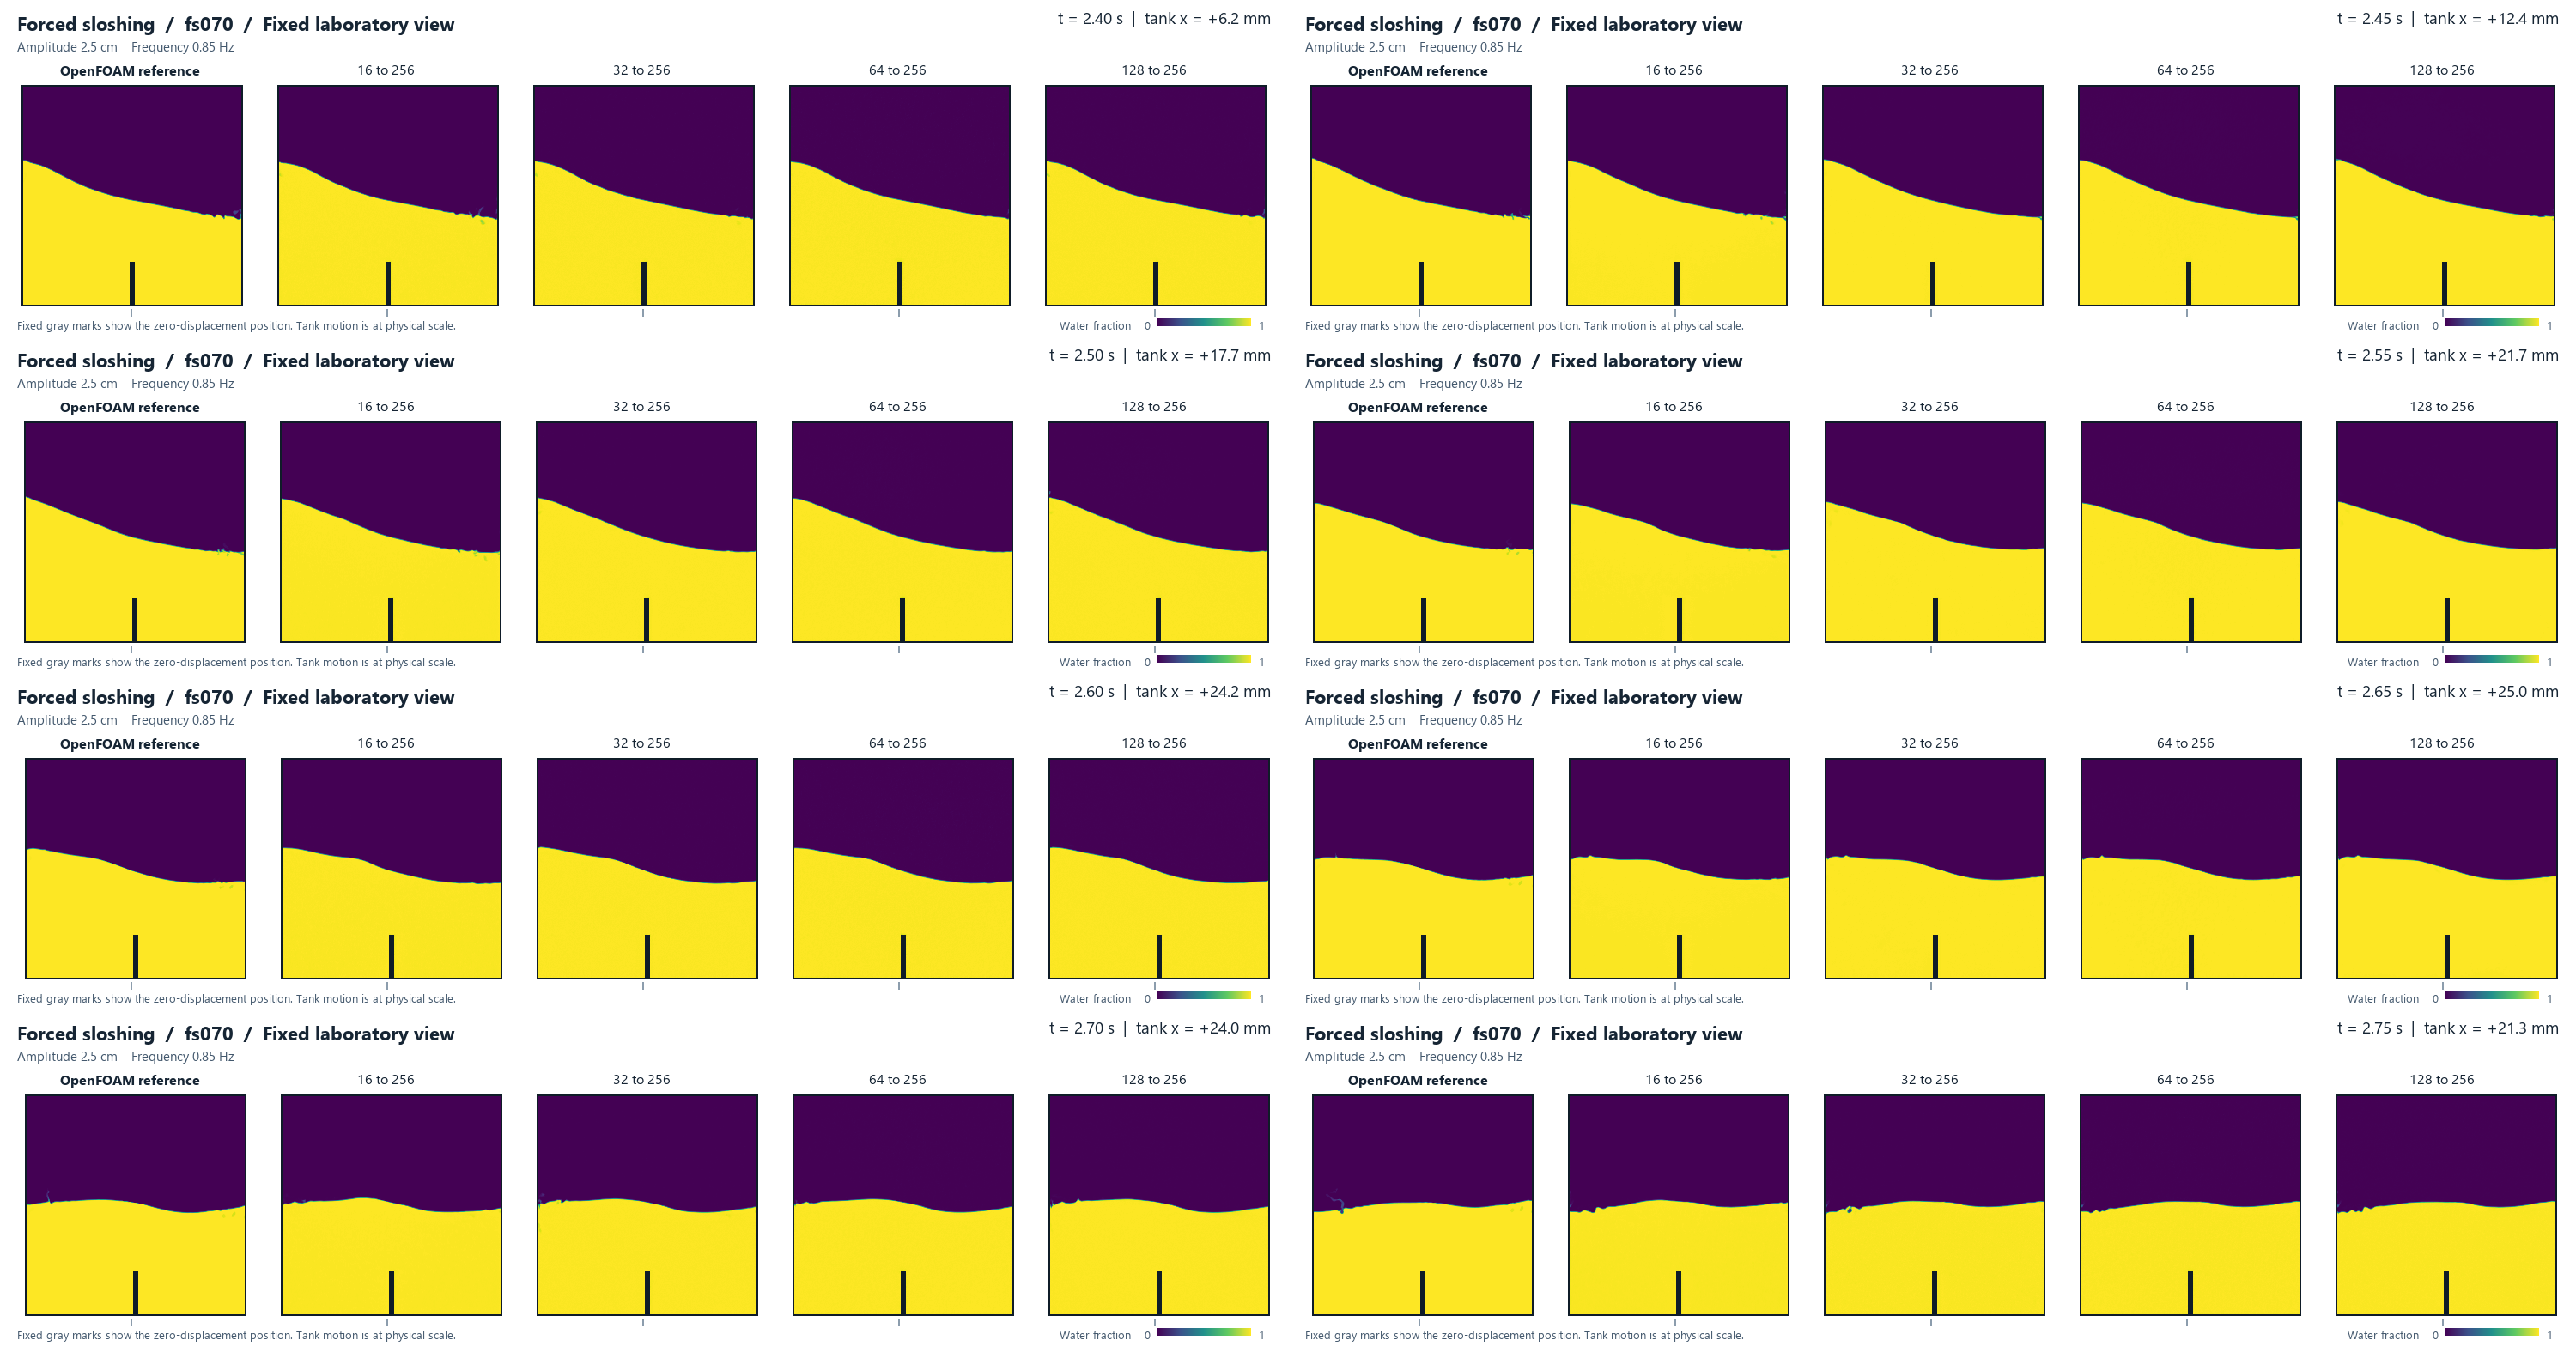 Forced sloshing / fs070 / Fixed laboratory view
t = 2.40 s | tank x = +6.2 mm
Amplitude 2.5 cm Frequency 0.85 Hz
OpenFOAM reference 16 to 256 32 to 256 64 to 256 128 to 256
Fixed gray marks show the zero-displacement position. Tank motion is at physical scale.
Water fraction 0 1
Forced sloshing / fs070 / Fixed laboratory view
t = 2.45 s | tank x = +12.4 mm
Amplitude 2.5 cm Frequency 0.85 Hz
OpenFOAM reference 16 to 256 32 to 256 64 to 256 128 to 256
Fixed gray marks show the zero-displacement position. Tank motion is at physical scale.
Water fraction 0 1
Forced sloshing / fs070 / Fixed laboratory view
t = 2.50 s | tank x = +17.7 mm
Amplitude 2.5 cm Frequency 0.85 Hz
OpenFOAM reference 16 to 256 32 to 256 64 to 256 128 to 256
Fixed gray marks show the zero-displacement position. Tank motion is at physical scale.
Water fraction 0 1
Forced sloshing / fs070 / Fixed laboratory view
t = 2.55 s | tank x = +21.7 mm
Amplitude 2.5 cm Frequency 0.85 Hz
OpenFOAM reference 16 to 256 32 to 256 64 to 256 128 to 256
Fixed gray marks show the zero-displacement position. Tank motion is at physical scale.
Water fraction 0 1
Forced sloshing / fs070 / Fixed laboratory view
t = 2.60 s | tank x = +24.2 mm
Amplitude 2.5 cm Frequency 0.85 Hz
OpenFOAM reference 16 to 256 32 to 256 64 to 256 128 to 256
Fixed gray marks show the zero-displacement position. Tank motion is at physical scale.
Water fraction 0 1
Forced sloshing / fs070 / Fixed laboratory view
t = 2.65 s | tank x = +25.0 mm
Amplitude 2.5 cm Frequency 0.85 Hz
OpenFOAM reference 16 to 256 32 to 256 64 to 256 128 to 256
Fixed gray marks show the zero-displacement position. Tank motion is at physical scale.
Water fraction 0 1
Forced sloshing / fs070 / Fixed laboratory view
t = 2.70 s | tank x = +24.0 mm
Amplitude 2.5 cm Frequency 0.85 Hz
OpenFOAM reference 16 to 256 32 to 256 64 to 256 128 to 256
Fixed gray marks show the zero-displacement position. Tank motion is at physical scale.
Water fraction 0 1
Forced sloshing / fs070 / Fixed laboratory view
t = 2.75 s | tank x = +21.3 mm
Amplitude 2.5 cm Frequency 0.85 Hz
OpenFOAM reference 16 to 256 32 to 256 64 to 256 128 to 256
Fixed gray marks show the zero-displacement position. Tank motion is at physical scale.
Water fraction 0 1